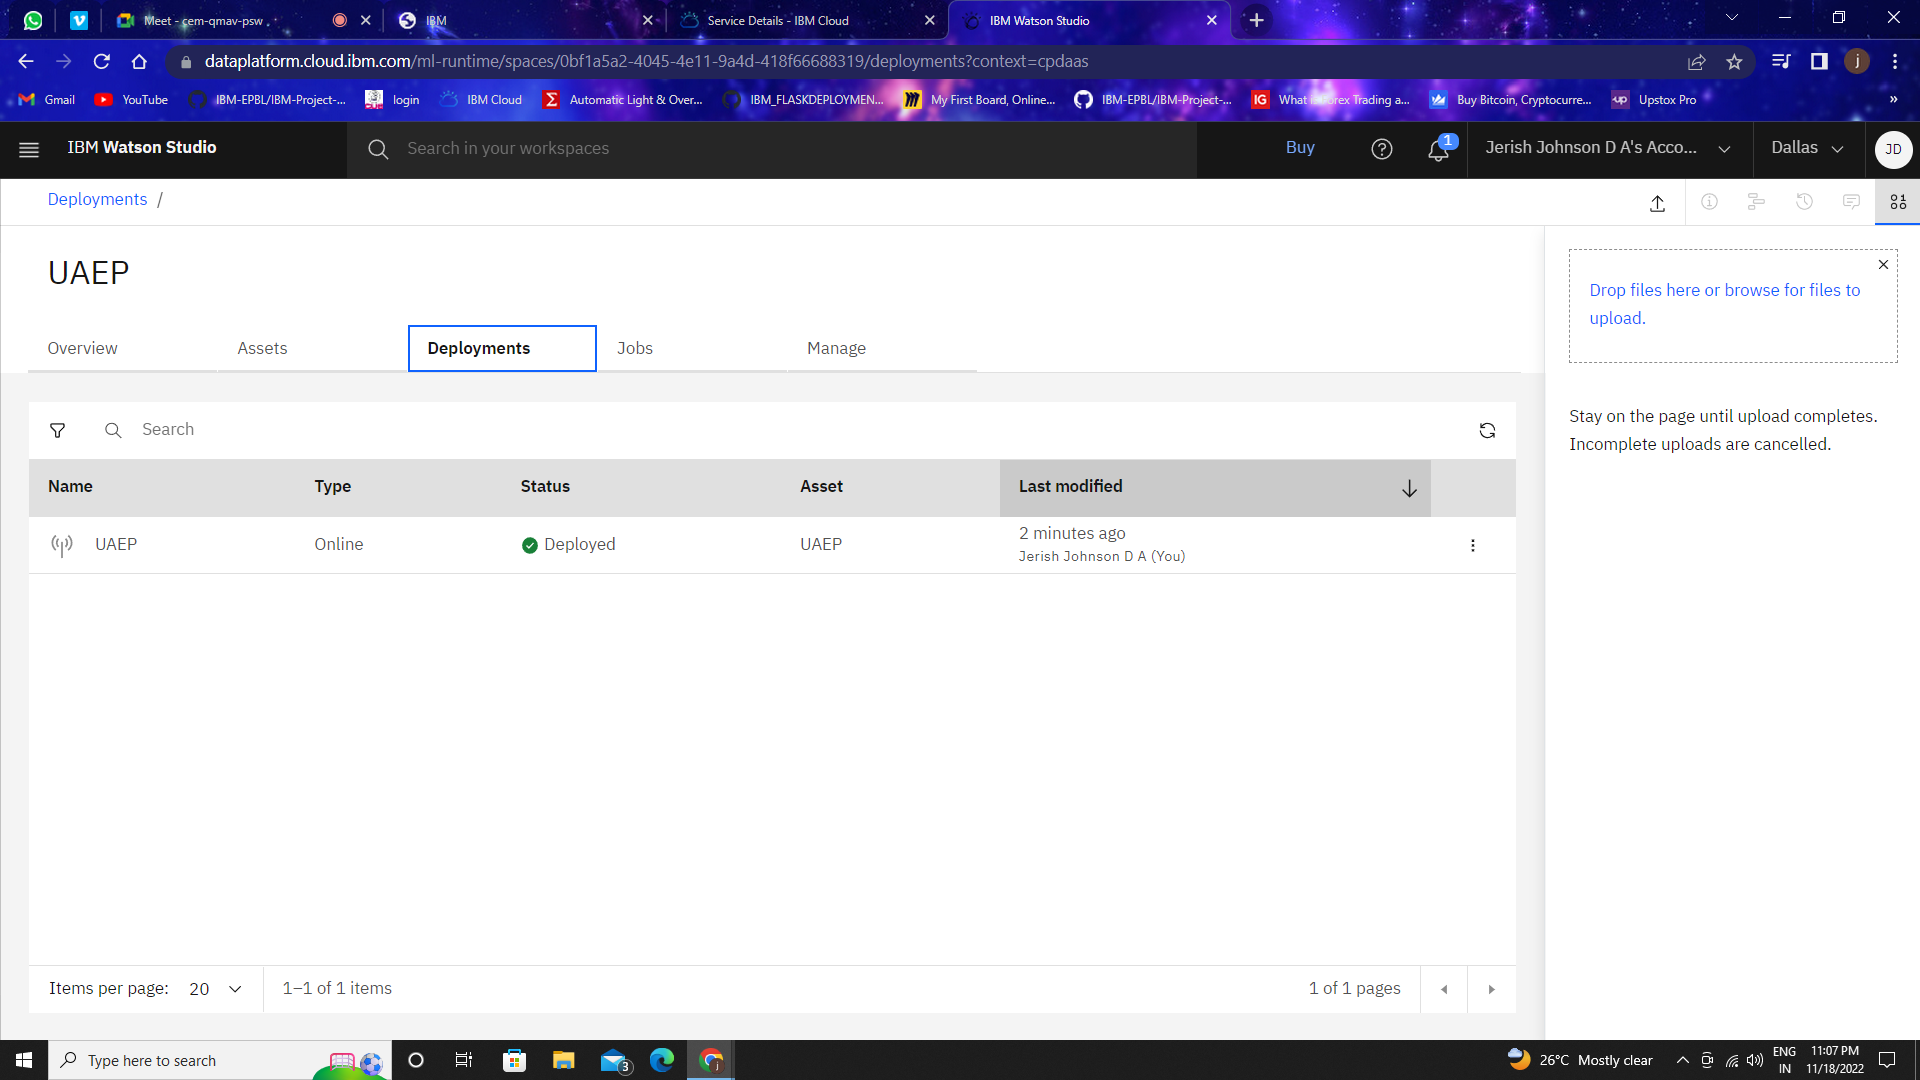 Meet - cem-qmav-psw
IBM
Service Details - IBM Cloud
IBM Watson Studio
dataplatform.cloud.ibm.com/ml-runtime/spaces/0bf1a5a2-4045-4e11-9a4d-418f66688319/deployments?context=cpdaas
j
Gmail
YouTube
IBM-EPBL/IBM-Project-...
login
IBM Cloud
Automatic Light & Over...
IBM_FLASKDEPLOYMEN...
My First Board, Online...
IBM-EPBL/IBM-Project-...
IG
What is Forex Trading a...
Buy Bitcoin, Cryptocurre...
up
Upstox Pro
»
IBM Watson Studio
Search in your workspaces
Buy
1
Jerish Johnson D A's Acco...
Dallas
JD
Deployments /
UAEP
Overview
Assets
Deployments
Jobs
Manage
Drop files here or browse for files to
upload.
Stay on the page until upload completes.
Incomplete uploads are cancelled.
Search
Name Type Status Asset Last modified
UAEP Online Deployed UAEP 2 minutes ago
Jerish Johnson D A (You)
Items per page: 20
1–1 of 1 items
1 of 1 pages
Type here to search
3
26°C Mostly clear
ENG
IN
11:07 PM
11/18/2022